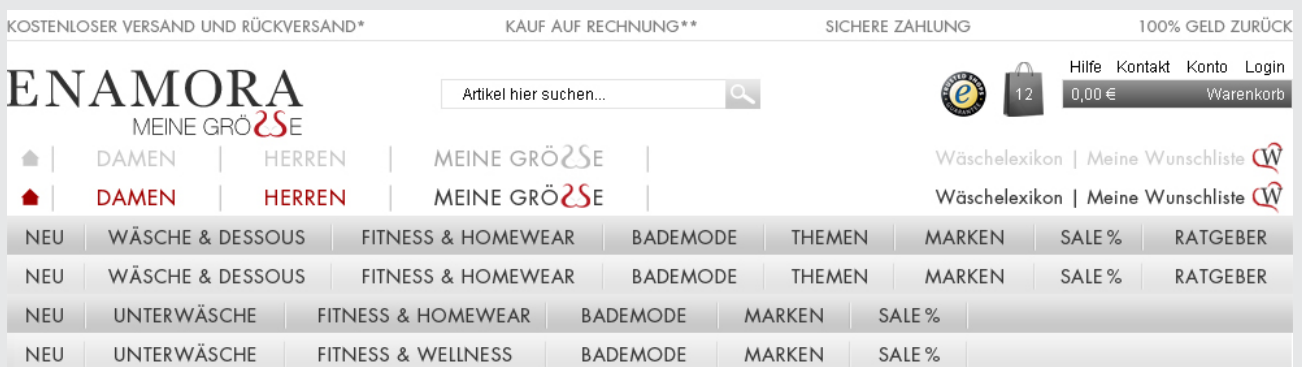 KOSTENLOSER VERSAND UND RÜCKVERSAND* KAUF AUF RECHNUNG** SICHERE ZAHLUNG 100% GELD ZURÜCK
Hilfe Kontakt Konto Login
ENAMORA Artikel hier suchen... TRUSTED SHOPS GUARANTEE e 12 0,00 € Warenkorb
MEINE GRÖSSE
DAMEN | HERREN | MEINE GRÖSSE | Wäschelexikon | Meine Wunschliste W
DAMEN | HERREN | MEINE GRÖSSE | Wäschelexikon | Meine Wunschliste W
NEU WÄSCHE & DESSOUS FITNESS & HOMEWEAR BADEMODE THEMEN MARKEN SALE % RATGEBER
NEU WÄSCHE & DESSOUS FITNESS & HOMEWEAR BADEMODE THEMEN MARKEN SALE % RATGEBER
NEU UNTERWÄSCHE FITNESS & HOMEWEAR BADEMODE MARKEN SALE %
NEU UNTERWÄSCHE FITNESS & WELLNESS BADEMODE MARKEN SALE %